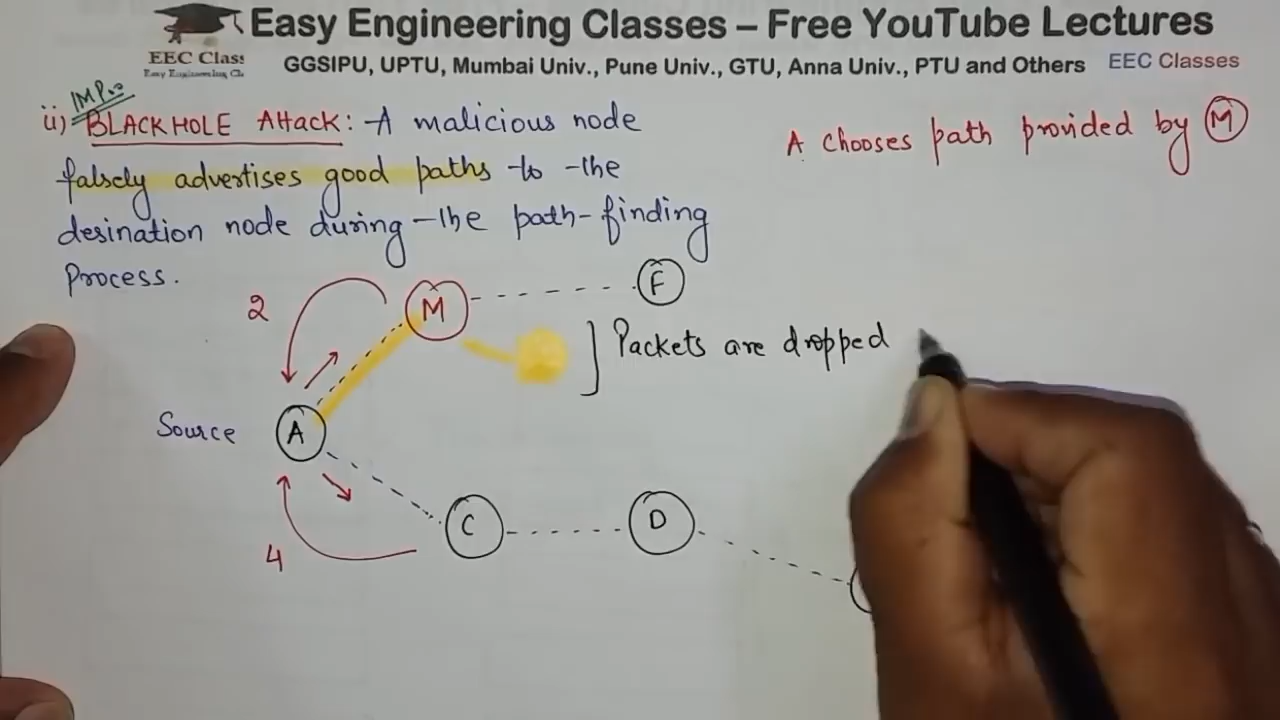 Easy Engineering Classes – Free YouTube Lectures
EEC Class
GGSIPU, UPTU, Mumbai Univ., Pune Univ., GTU, Anna Univ., PTU and Others
EEC Classes
IMP.
ii) BLACKHOLE Attack: A malicious node
falsely advertises good paths to the
desination node during the path-finding
Process.
A chooses path provided by M
2
M
F
Packets are dropped
Source
A
C
D
4